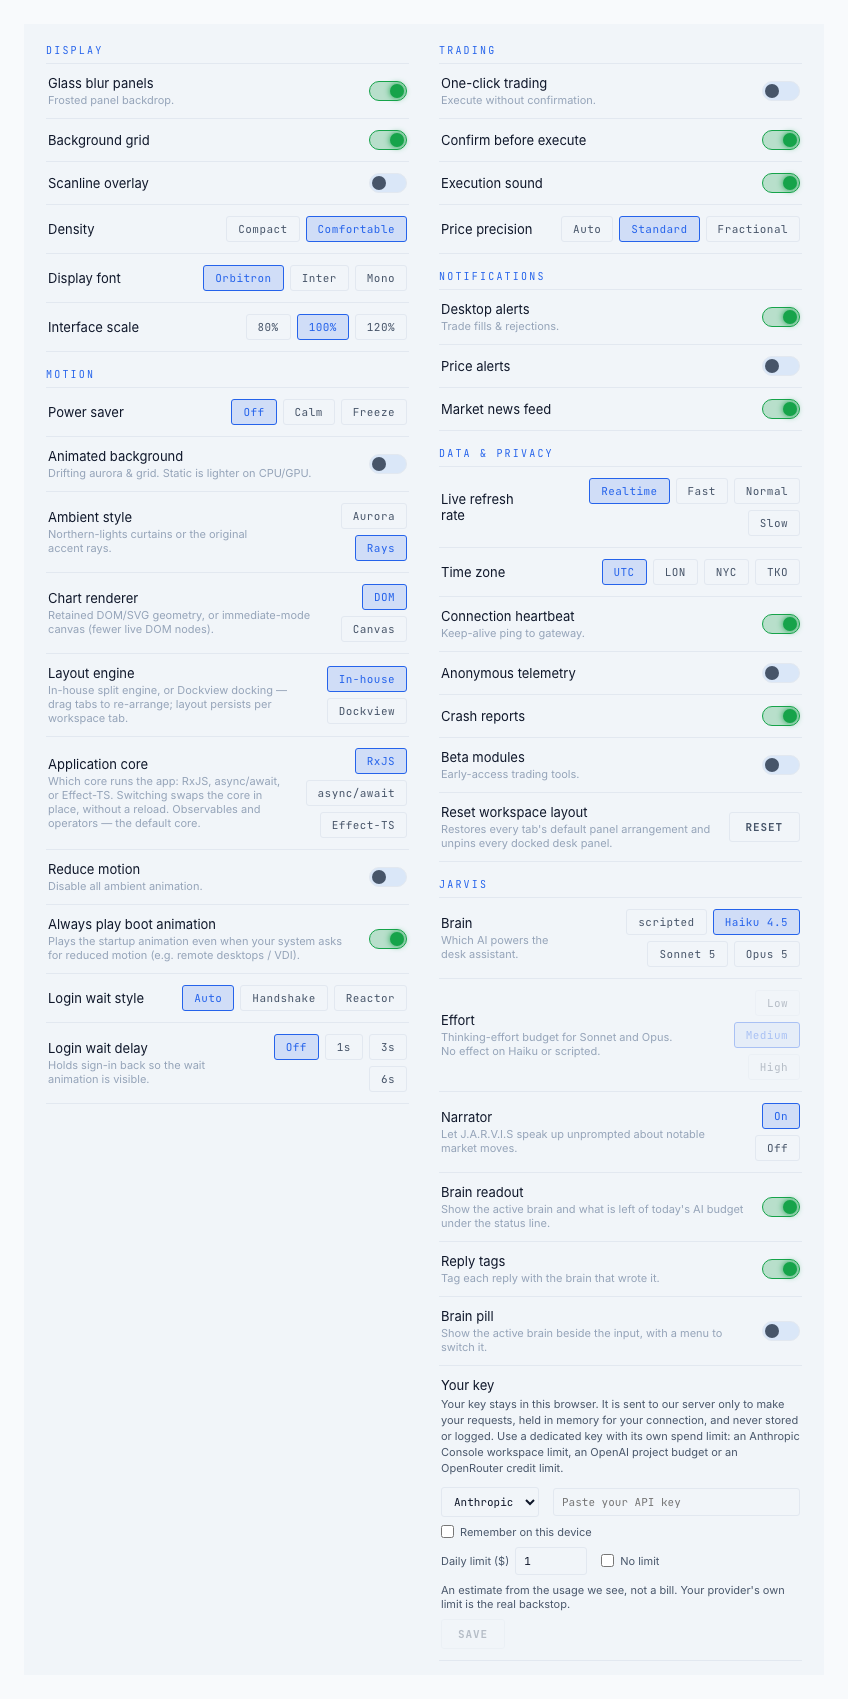 DISPLAY
Glass blur panels
Frosted panel backdrop.
Background grid
Scanline overlay
Density
Compact
Comfortable
Display font
Orbitron
Inter
Mono
Interface scale
80%
100%
120%
MOTION
Power saver
Off
Calm
Freeze
Animated background
Drifting aurora & grid. Static is lighter on CPU/GPU.
Ambient style
Northern-lights curtains or the original
accent rays.
Aurora
Rays
Chart renderer
Retained DOM/SVG geometry, or immediate-mode
canvas (fewer live DOM nodes).
DOM
Canvas
Layout engine
In-house split engine, or Dockview docking —
drag tabs to re-arrange; layout persists per
workspace tab.
In-house
Dockview
Application core
Which core runs the app: RxJS, async/await,
or Effect-TS. Switching swaps the core in
place, without a reload. Observables and
operators — the default core.
RxJS
async/await
Effect-TS
Reduce motion
Disable all ambient animation.
Always play boot animation
Plays the startup animation even when your system asks
for reduced motion (e.g. remote desktops / VDI).
Login wait style
Auto
Handshake
Reactor
Login wait delay
Holds sign-in back so the wait
animation is visible.
Off
1s
3s
6s
TRADING
One-click trading
Execute without confirmation.
Confirm before execute
Execution sound
Price precision
Auto
Standard
Fractional
NOTIFICATIONS
Desktop alerts
Trade fills & rejections.
Price alerts
Market news feed
DATA & PRIVACY
Live refresh
rate
Realtime
Fast
Normal
Slow
Time zone
UTC
LON
NYC
TKO
Connection heartbeat
Keep-alive ping to gateway.
Anonymous telemetry
Crash reports
Beta modules
Early-access trading tools.
Reset workspace layout
Restores every tab's default panel arrangement and
unpins every docked desk panel.
RESET
JARVIS
Brain
Which AI powers the
desk assistant.
scripted
Haiku 4.5
Sonnet 5
Opus 5
Effort
Thinking-effort budget for Sonnet and Opus.
No effect on Haiku or scripted.
Low
Medium
High
Narrator
Let J.A.R.V.I.S speak up unprompted about notable
market moves.
On
Off
Brain readout
Show the active brain and what is left of today's AI budget
under the status line.
Reply tags
Tag each reply with the brain that wrote it.
Brain pill
Show the active brain beside the input, with a menu to
switch it.
Your key
Your key stays in this browser. It is sent to our server only to make
your requests, held in memory for your connection, and never stored
or logged. Use a dedicated key with its own spend limit: an Anthropic
Console workspace limit, an OpenAI project budget or an
OpenRouter credit limit.
Anthropic
Paste your API key
Remember on this device
Daily limit ($)
1
No limit
An estimate from the usage we see, not a bill. Your provider's own
limit is the real backstop.
SAVE